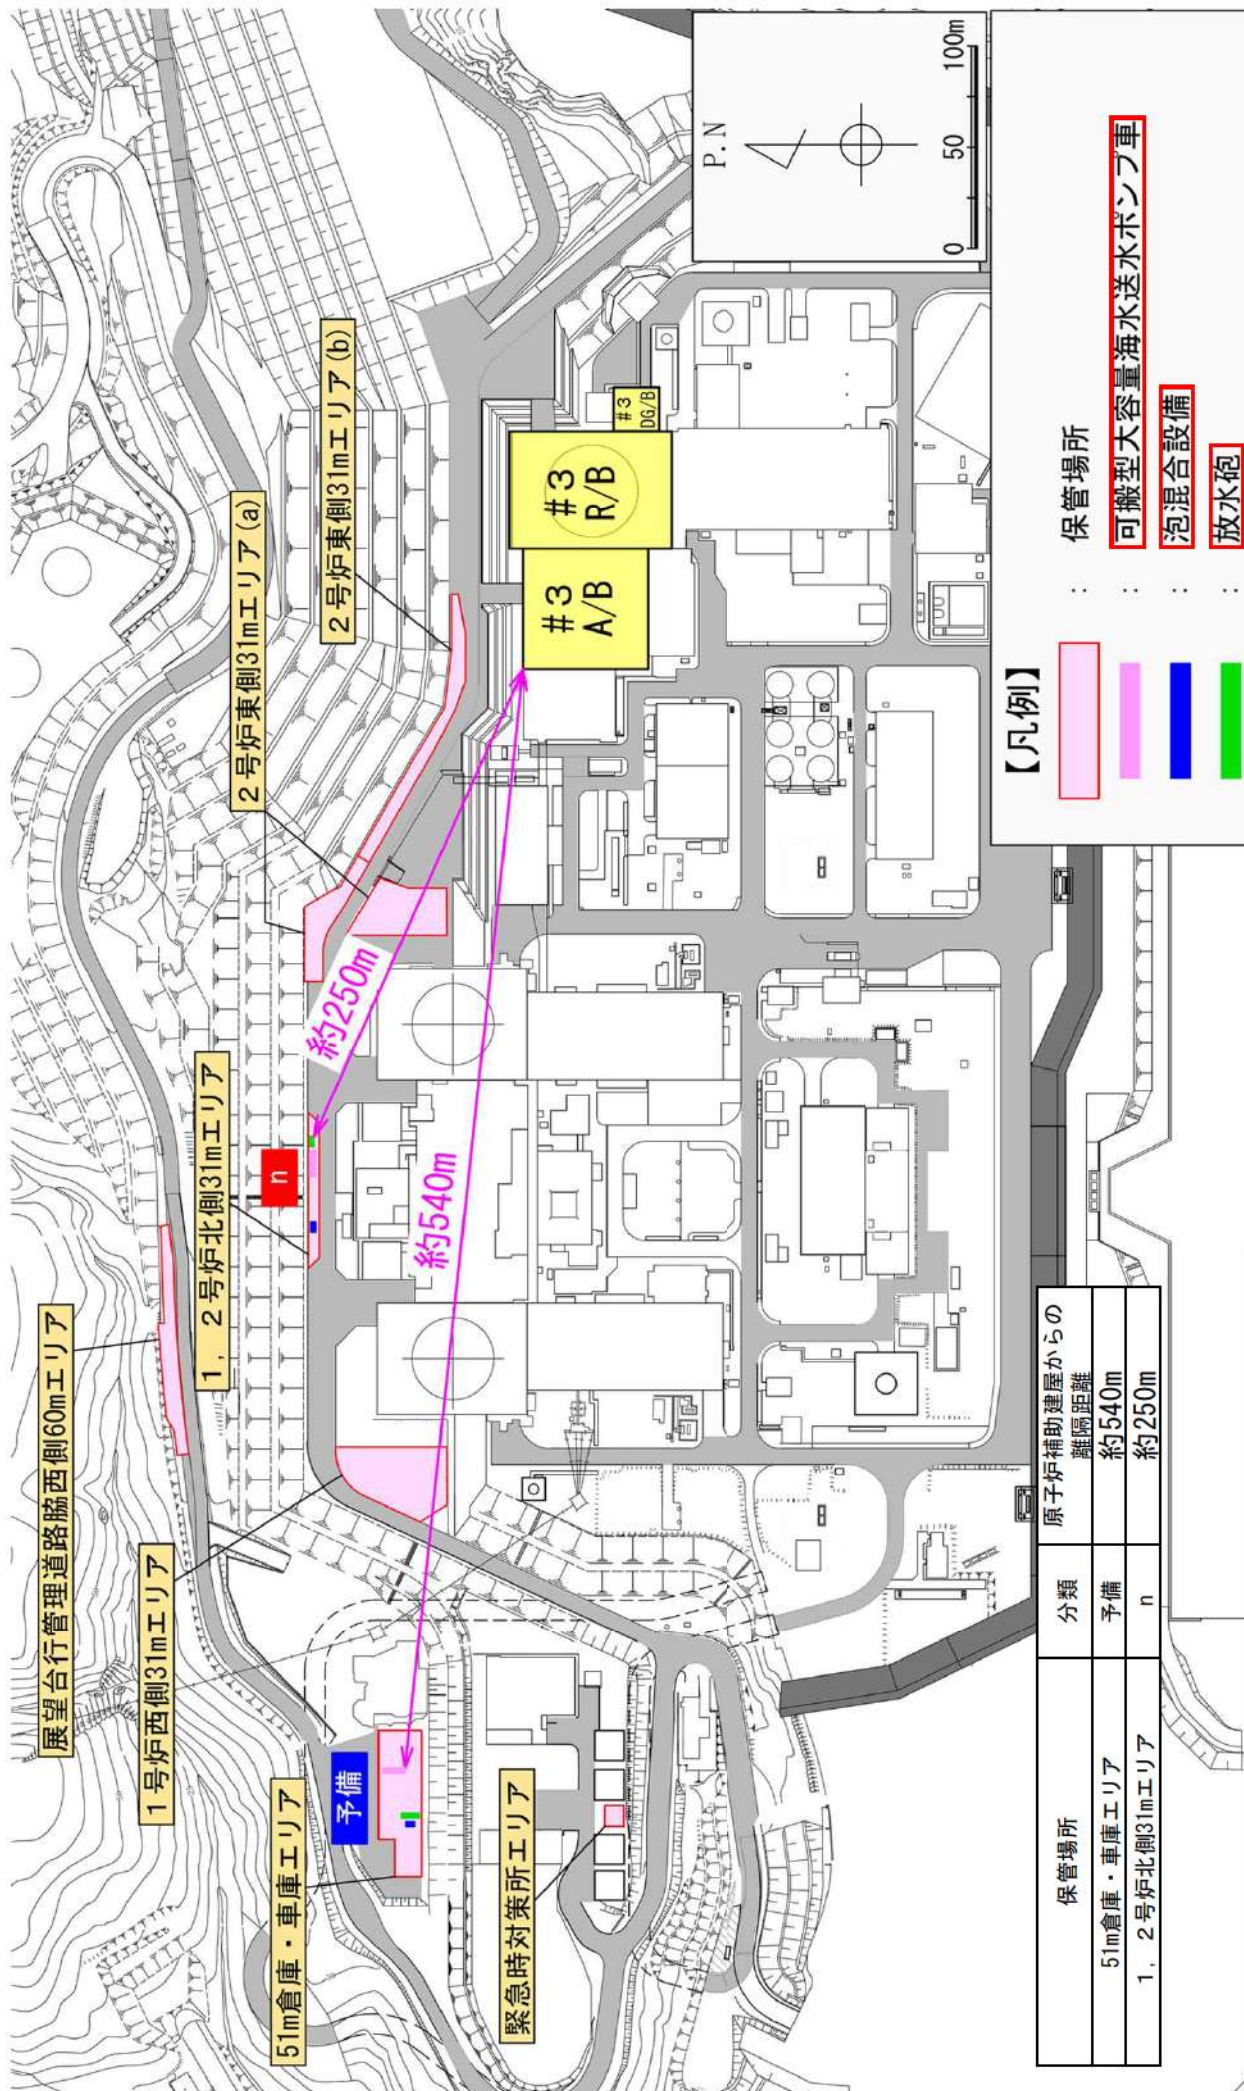 展望台行管理道路脇西側60mエリア
1号炉西側31mエリア
51m倉庫・車庫エリア
予備
緊急時対策所エリア
1,2号炉北側31mエリア
n
2号炉東側31mエリア(a)
2号炉東側31mエリア(b)
約250m
約540m
#3
A/B
#3
R/B
#3
DG/B
P.N
0 50 100m
【凡例】
: 保管場所
: 可搬型大容量海水送水ポンプ車
: 泡混合設備
: 放水砲
保管場所 分類 原子炉補助建屋からの
離隔距離
51m倉庫・車庫エリア 予備 約540m
1,2号炉北側31mエリア n 約250m